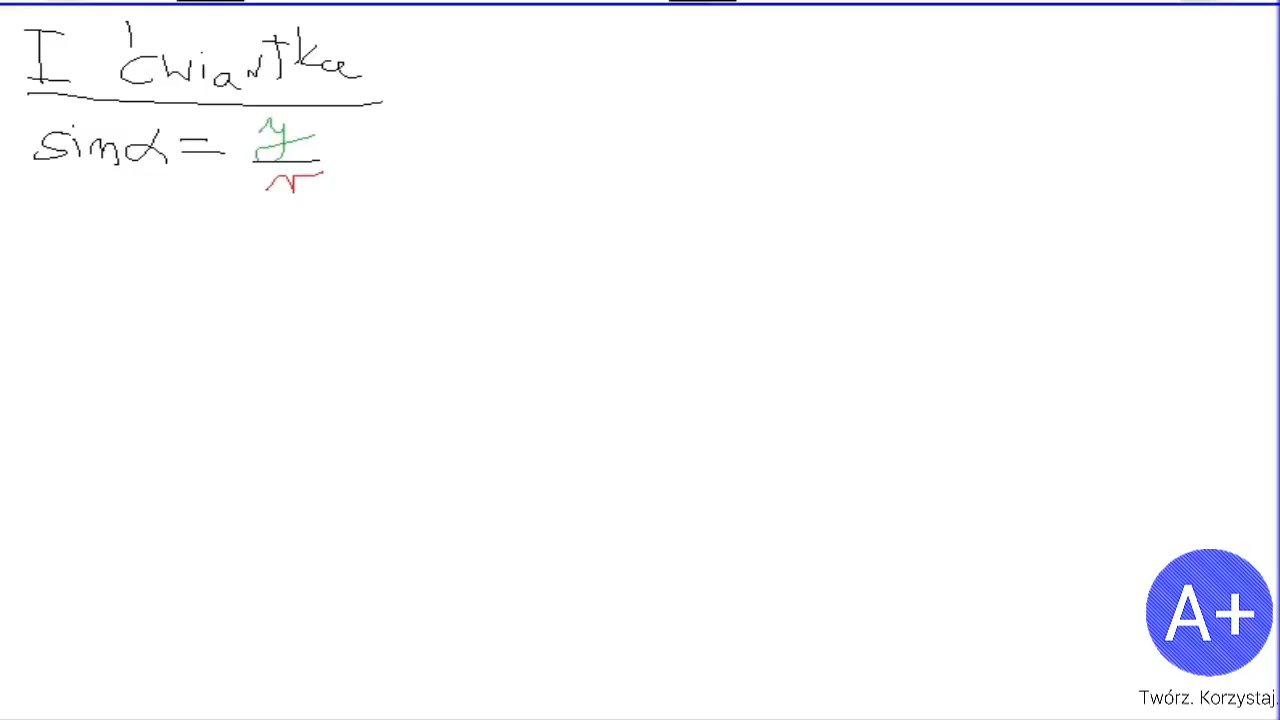 I ćwiartka
sinα = y/r
A+
Twórz. Korzystaj.